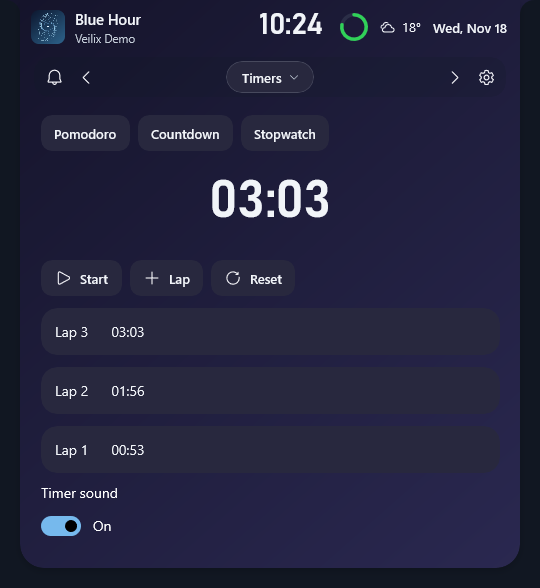 Blue Hour
Veilix Demo
10:24
18°
Wed, Nov 18
Timers
Pomodoro
Countdown
Stopwatch
03:03
Start
Lap
Reset
Lap 3 03:03
Lap 2 01:56
Lap 1 00:53
Timer sound
On